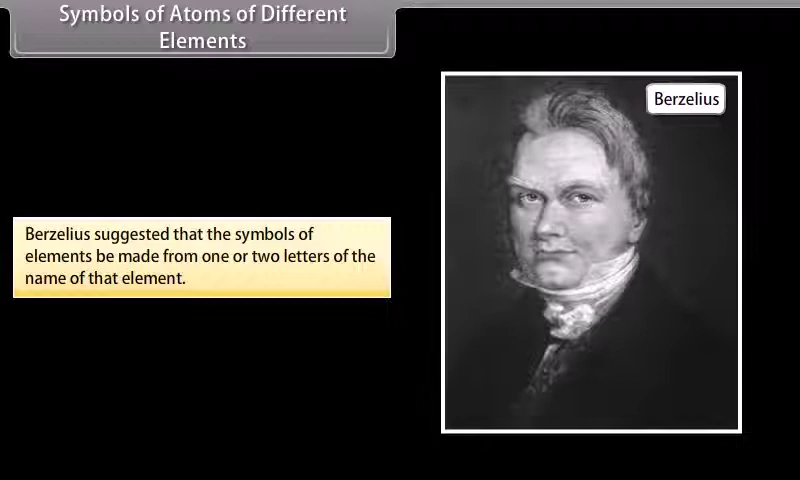 Symbols of Atoms of Different
Elements
Berzelius
Berzelius suggested that the symbols of
elements be made from one or two letters of the
name of that element.